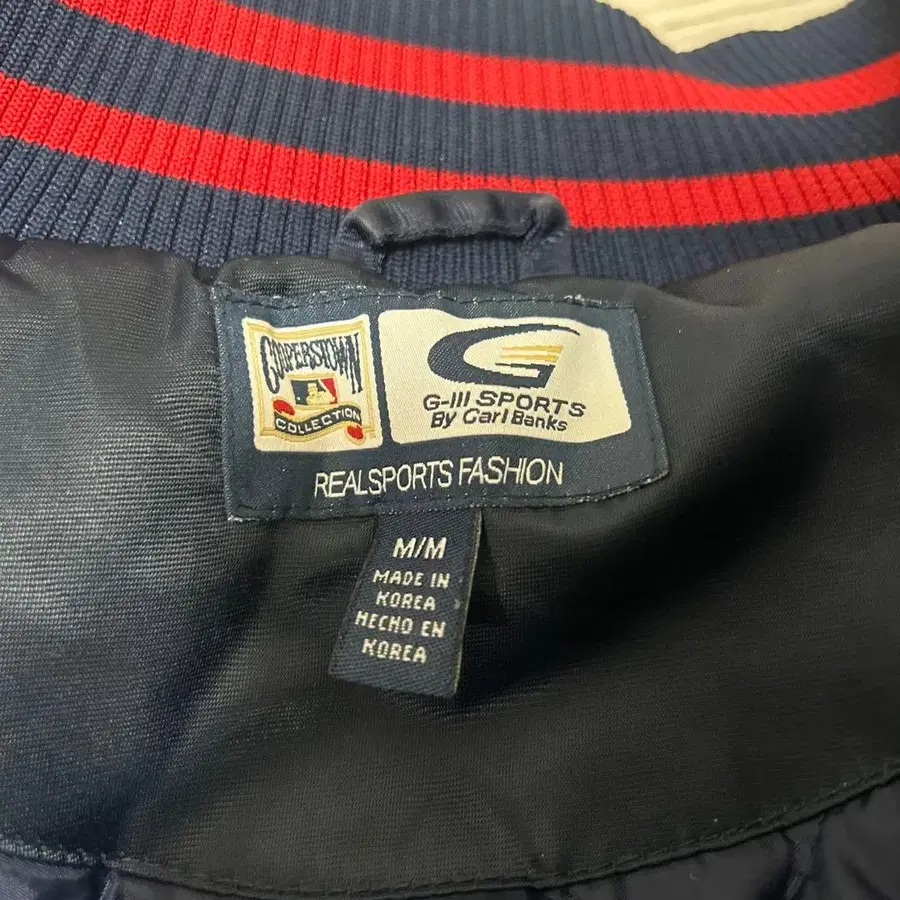 COOPERSTOWN
COLLECTION
G-III SPORTS
By Carl Banks
REALSPORTS FASHION
M/M
MADE IN
KOREA
HECHO EN
KOREA